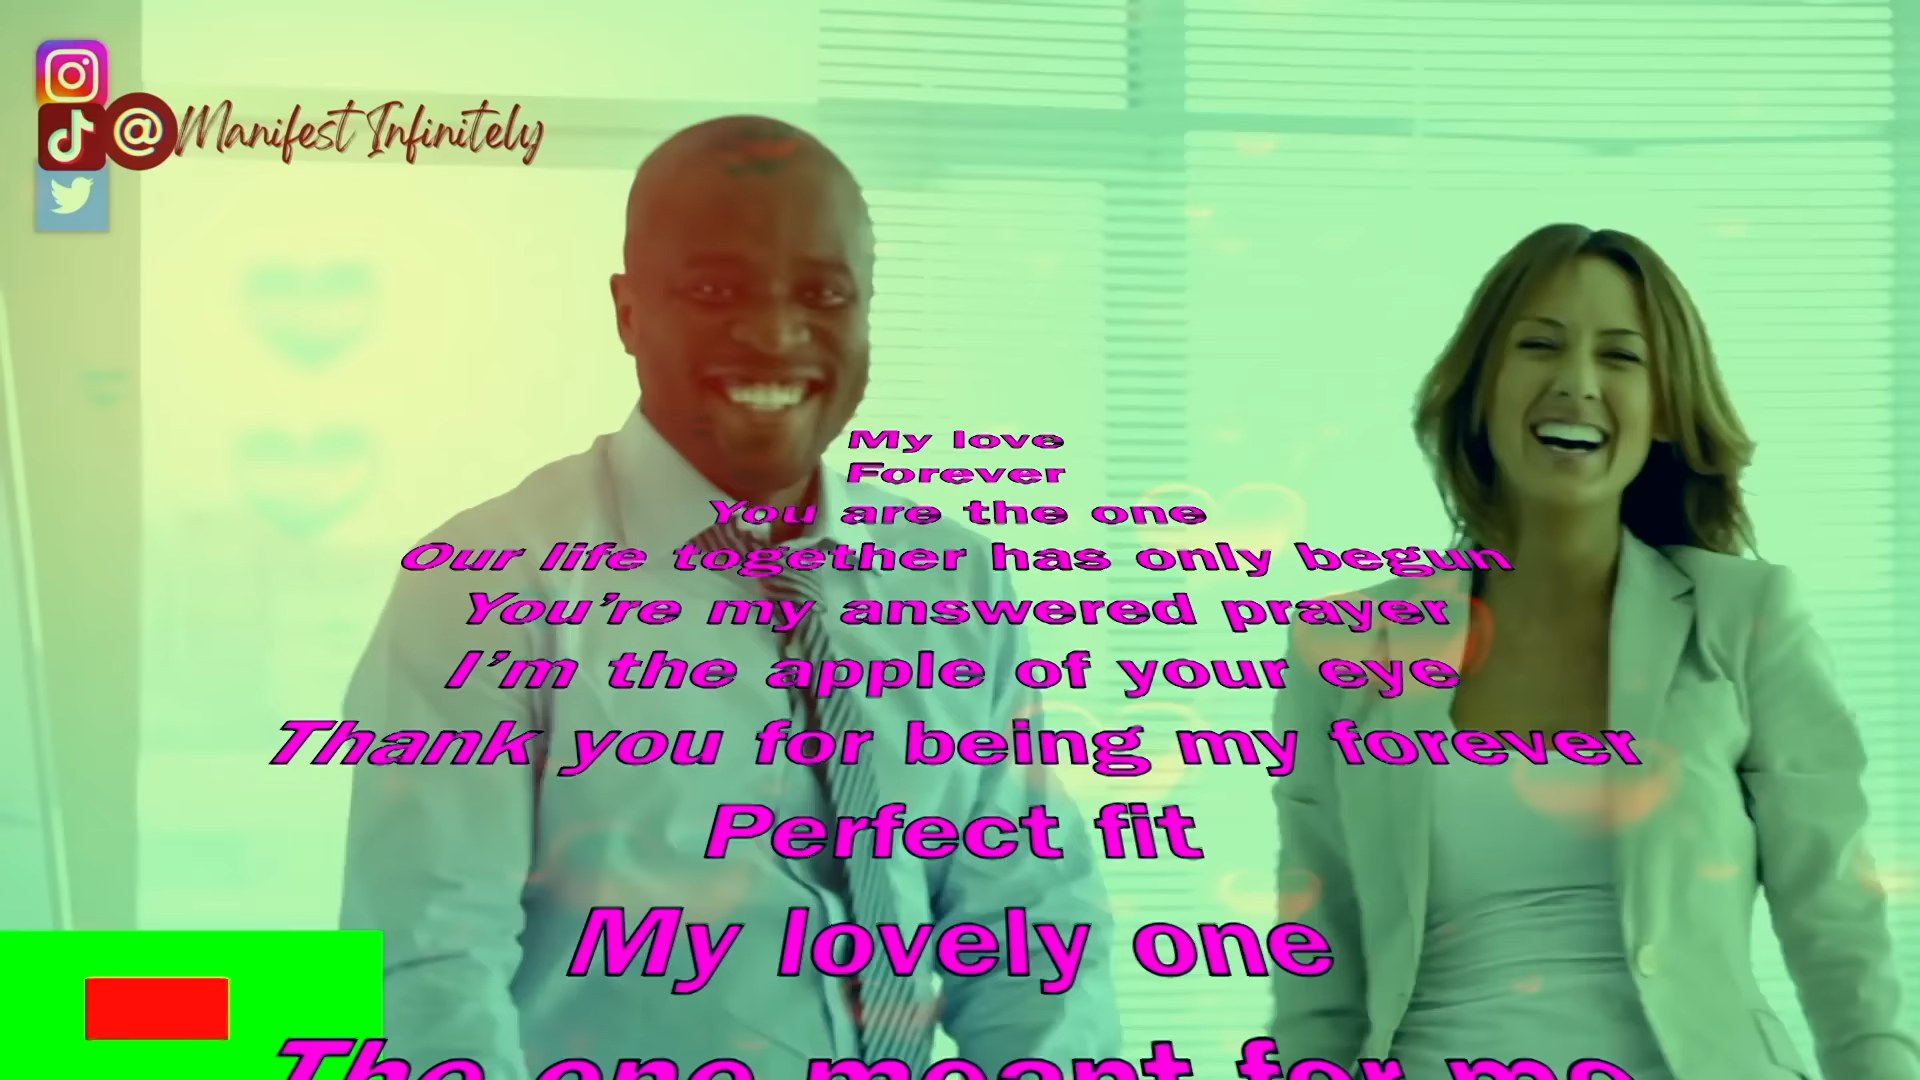 @Manifest Infinitely
My love
Forever
You are the one
Our life together has only begun
You’re my answered prayer
I’m the apple of your eye
Thank you for being my forever
Perfect fit
My lovely one
The one meant for me